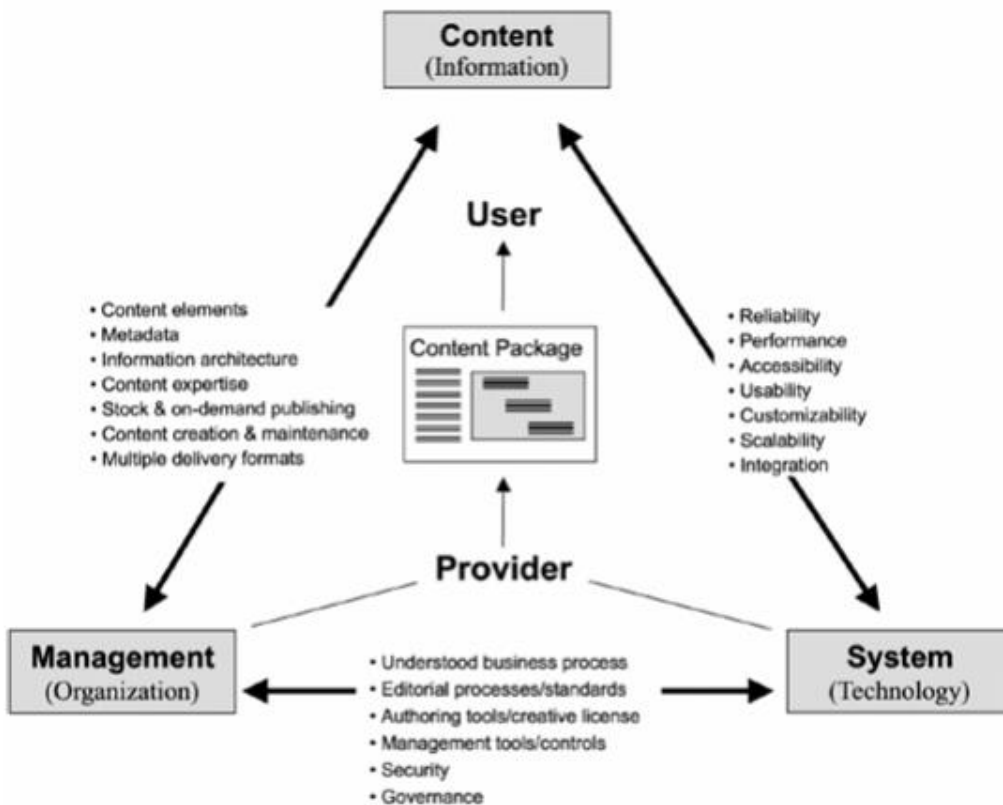 Content
(Information)
User
• Content elements
• Metadata
• Information architecture
• Content expertise
• Stock & on-demand publishing
• Content creation & maintenance
• Multiple delivery formats
Content Package
• Reliability
• Performance
• Accessibility
• Usability
• Customizability
• Scalability
• Integration
Provider
Management
(Organization)
• Understood business process
• Editorial processes/standards
• Authoring tools/creative license
• Management tools/controls
• Security
• Governance
System
(Technology)